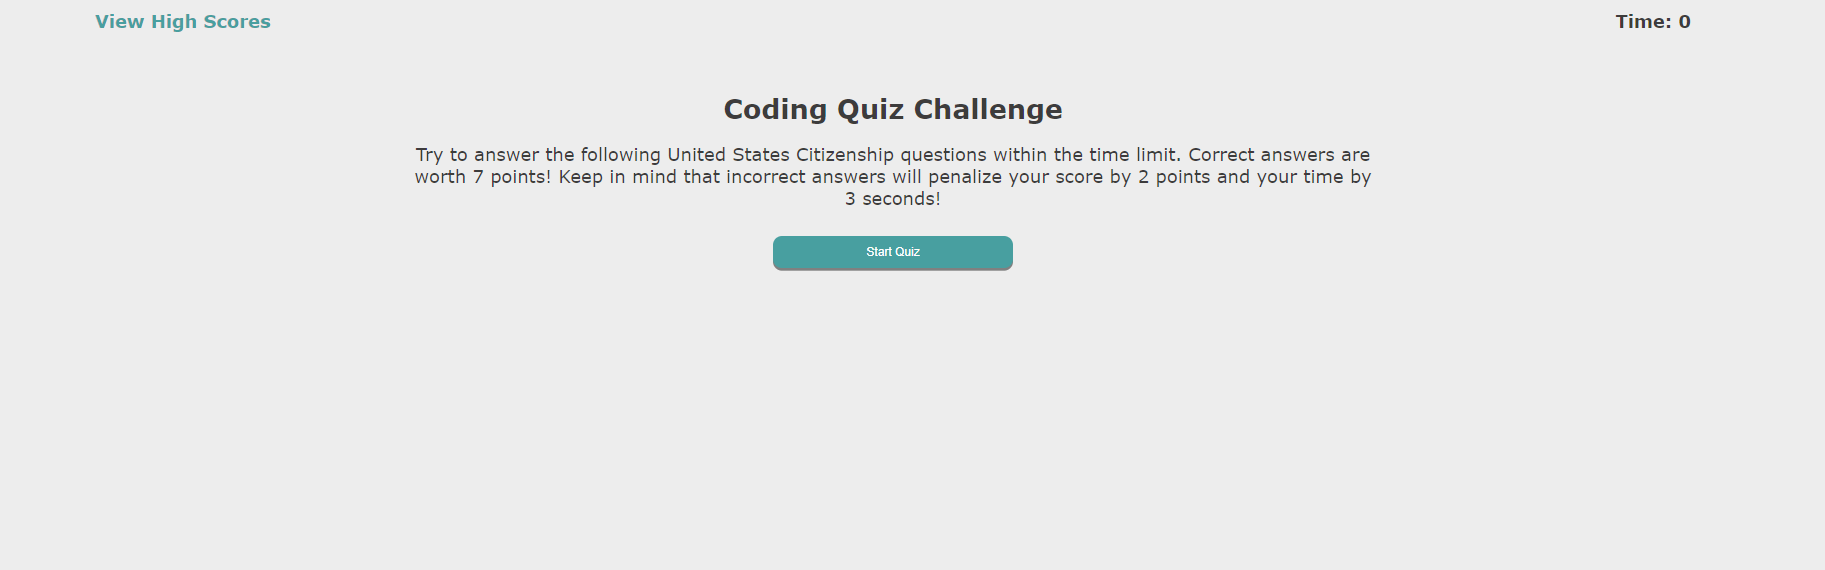 View High Scores
Time: 0
Coding Quiz Challenge
Try to answer the following United States Citizenship questions within the time limit. Correct answers are
worth 7 points! Keep in mind that incorrect answers will penalize your score by 2 points and your time by
3 seconds!
Start Quiz